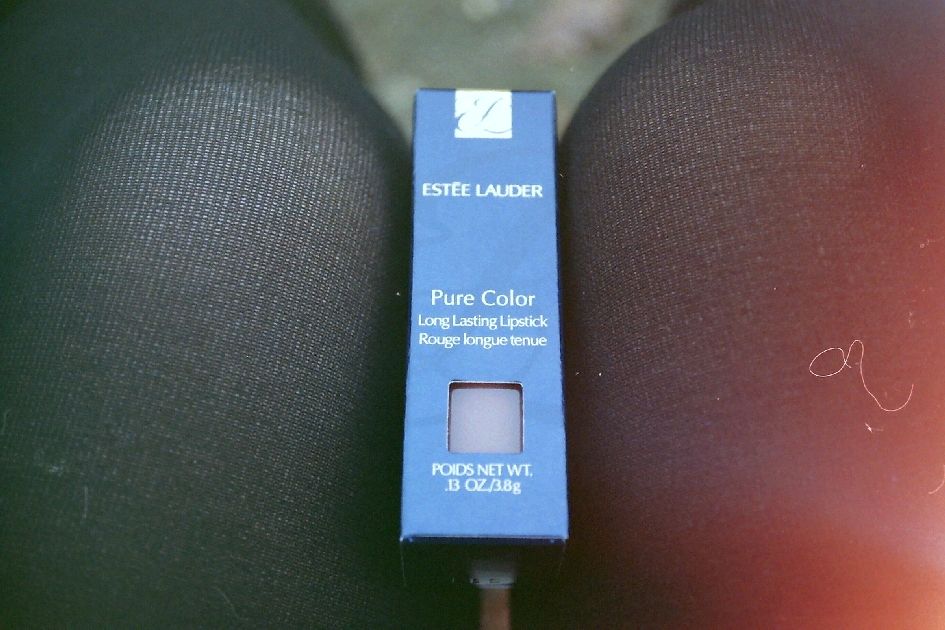 ESTĒE LAUDER
Pure Color
Long Lasting Lipstick
Rouge longue tenue
POIDS NET WT.
.13 OZ./3.8g